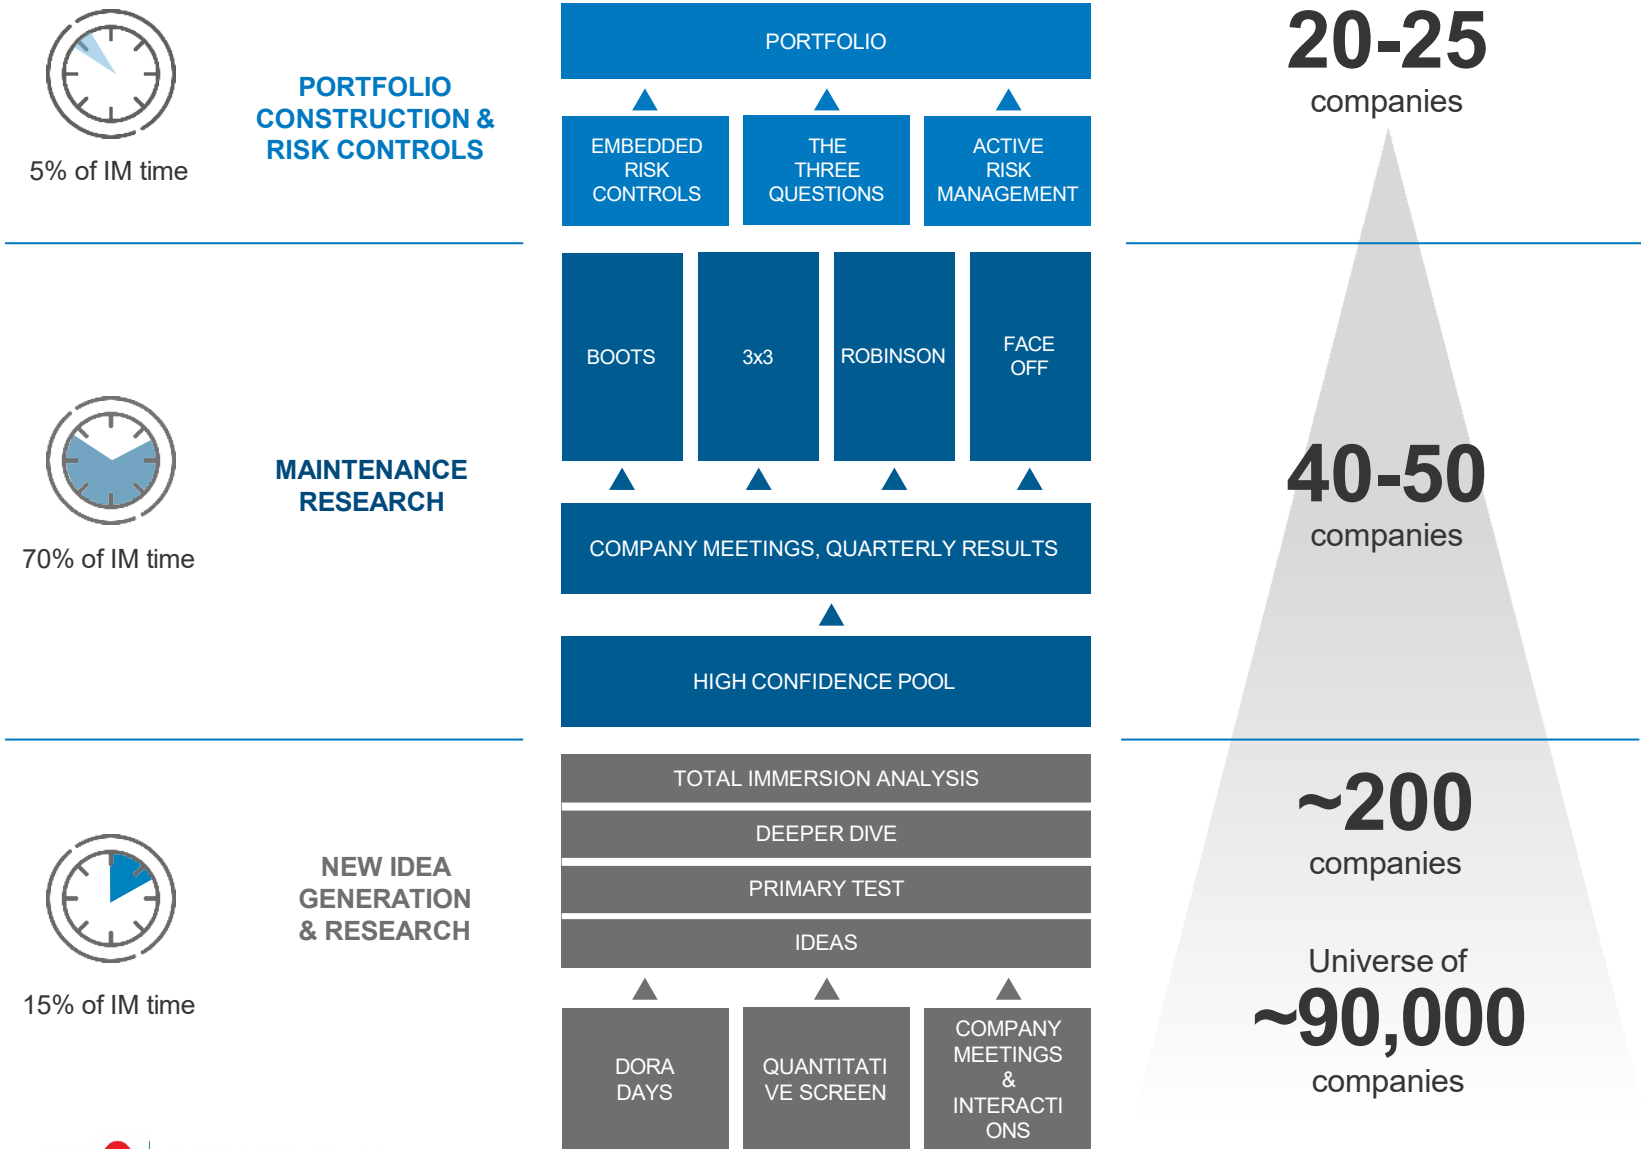 5% of IM time
PORTFOLIO
CONSTRUCTION &
RISK CONTROLS
PORTFOLIO
EMBEDDED
RISK
CONTROLS
THE
THREE
QUESTIONS
ACTIVE
RISK
MANAGEMENT
20-25
companies
70% of IM time
MAINTENANCE
RESEARCH
BOOTS
3x3
ROBINSON
FACE
OFF
COMPANY MEETINGS, QUARTERLY RESULTS
HIGH CONFIDENCE POOL
40-50
companies
15% of IM time
NEW IDEA
GENERATION
& RESEARCH
TOTAL IMMERSION ANALYSIS
DEEPER DIVE
PRIMARY TEST
IDEAS
DORA
DAYS
QUANTITATI
VE SCREEN
COMPANY
MEETINGS
&
INTERACTI
ONS
~200
companies
Universe of
~90,000
companies